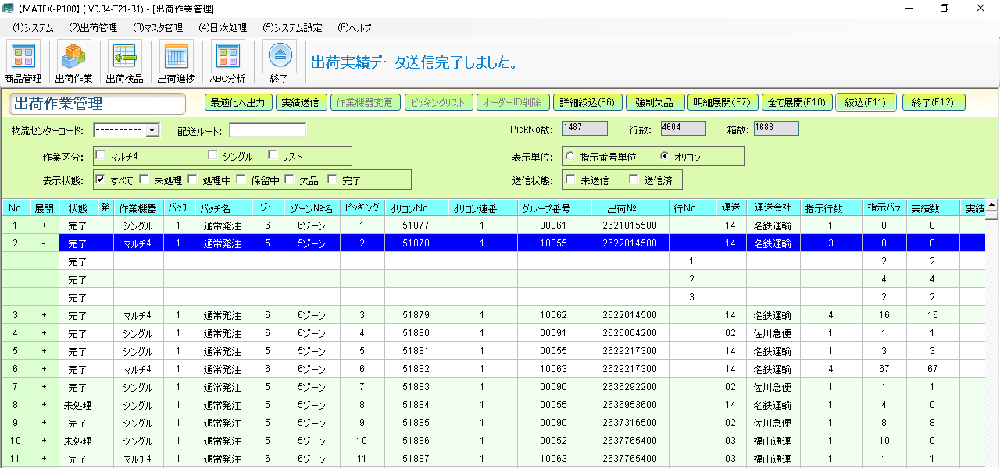 【MATEX-P100】( V0.34-T21-31) - [出荷作業管理]
(1)システム (2)出荷管理 (3)マスタ管理 (4)日次処理 (5)システム設定 (6)ヘルプ
商品管理 出荷作業 出荷検品 出荷進捗 ABC分析 終了 出荷実績データ送信完了しました。
出荷作業管理 最適化へ出力 実績送信 作業機器変更 ピッキングリスト オーダーID削除 詳細絞込(F6) 強制欠品 明細展開(F7) 全て展開(F10) 絞込(F11) 終了(F12)
物流センターコード: ---------- 配送ルート: PickNo数: 1487 行数: 4604 箱数: 1688
作業区分: マルチ4 シングル リスト 表示単位: 指示番号単位 オリコン
表示状態: すべて 未処理 処理中 保留中 欠品 完了 送信状態: 未送信 送信済
No. 展開 状態 発 作業機器 バッチ バッチ名 ゾー ゾーン№名 ピッキング オリコンNo オリコン連番 グループ番号 出荷№ 行No 運送 運送会社 指示行数 指示バラ 実績数 実績
1 + 完了 シングル 1 通常発注 6 6ゾーン 1 51877 1 00061 2621815500 14 名鉄運輸 1 8 8
2 - 完了 マルチ4 1 通常発注 5 5ゾーン 2 51878 1 10055 2622014500 14 名鉄運輸 3 8 8
完了 1 2 2
完了 2 4 4
完了 3 2 2
3 + 完了 マルチ4 1 通常発注 6 6ゾーン 3 51879 1 10062 2622014500 14 名鉄運輸 4 16 16
4 + 完了 シングル 1 通常発注 6 6ゾーン 4 51880 1 00091 2626004200 02 佐川急便 1 1 1
5 + 完了 シングル 1 通常発注 5 5ゾーン 5 51881 1 00055 2629217300 14 名鉄運輸 1 3 3
6 + 完了 マルチ4 1 通常発注 6 6ゾーン 6 51882 1 10063 2629217300 14 名鉄運輸 4 67 67
7 + 完了 シングル 1 通常発注 5 5ゾーン 7 51883 1 00090 2636292200 02 佐川急便 1 1 1
8 + 未処理 シングル 1 通常発注 5 5ゾーン 8 51884 1 00055 2636953600 14 名鉄運輸 1 4 0
9 + 完了 シングル 1 通常発注 5 5ゾーン 9 51885 1 00090 2637316500 02 佐川急便 1 8 8
10 + 未処理 シングル 1 通常発注 5 5ゾーン 10 51886 1 00052 2637765400 03 福山通運 1 10 0
11 + 完了 マルチ4 1 通常発注 6 6ゾーン 11 51887 1 10063 2637765400 03 福山通運 1 1 1